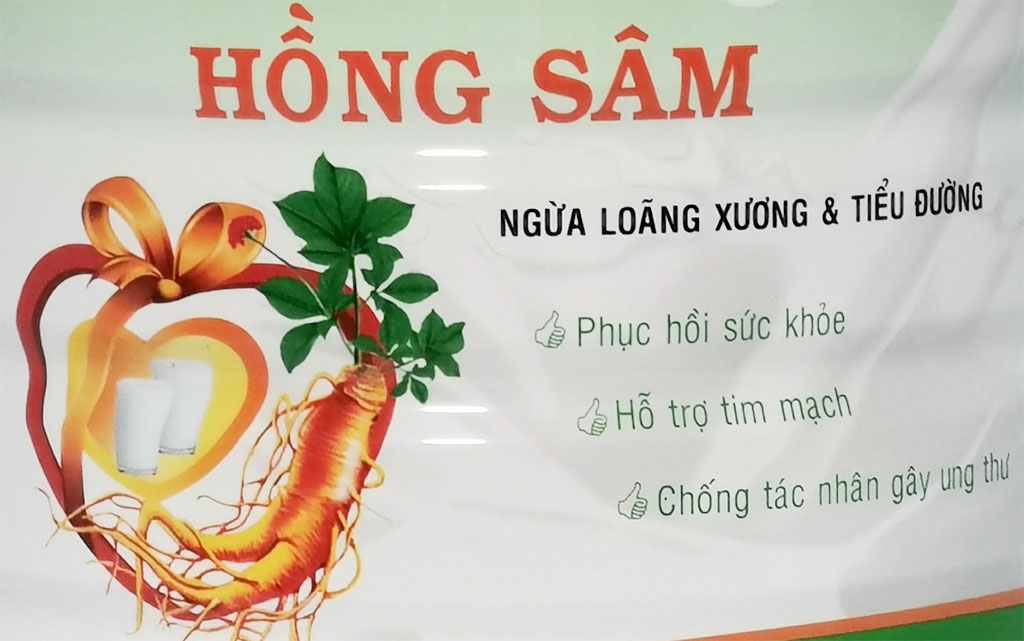 HỒNG SÂM
NGỪA LOÃNG XƯƠNG & TIỂU ĐƯỜNG
Phục hồi sức khỏe
Hỗ trợ tim mạch
Chống tác nhân gây ung thư